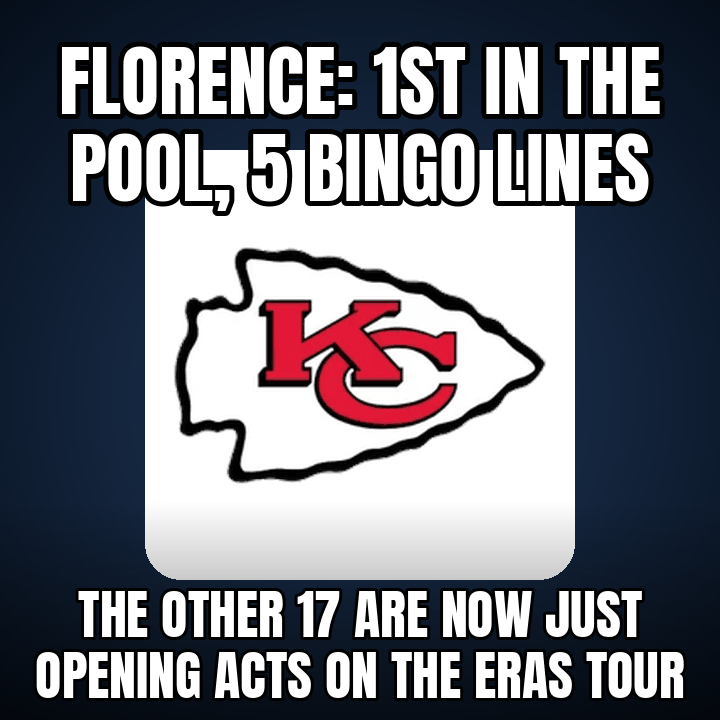 FLORENCE: 1ST IN THE
POOL, 5 BINGO LINES
KC
THE OTHER 17 ARE NOW JUST
OPENING ACTS ON THE ERAS TOUR